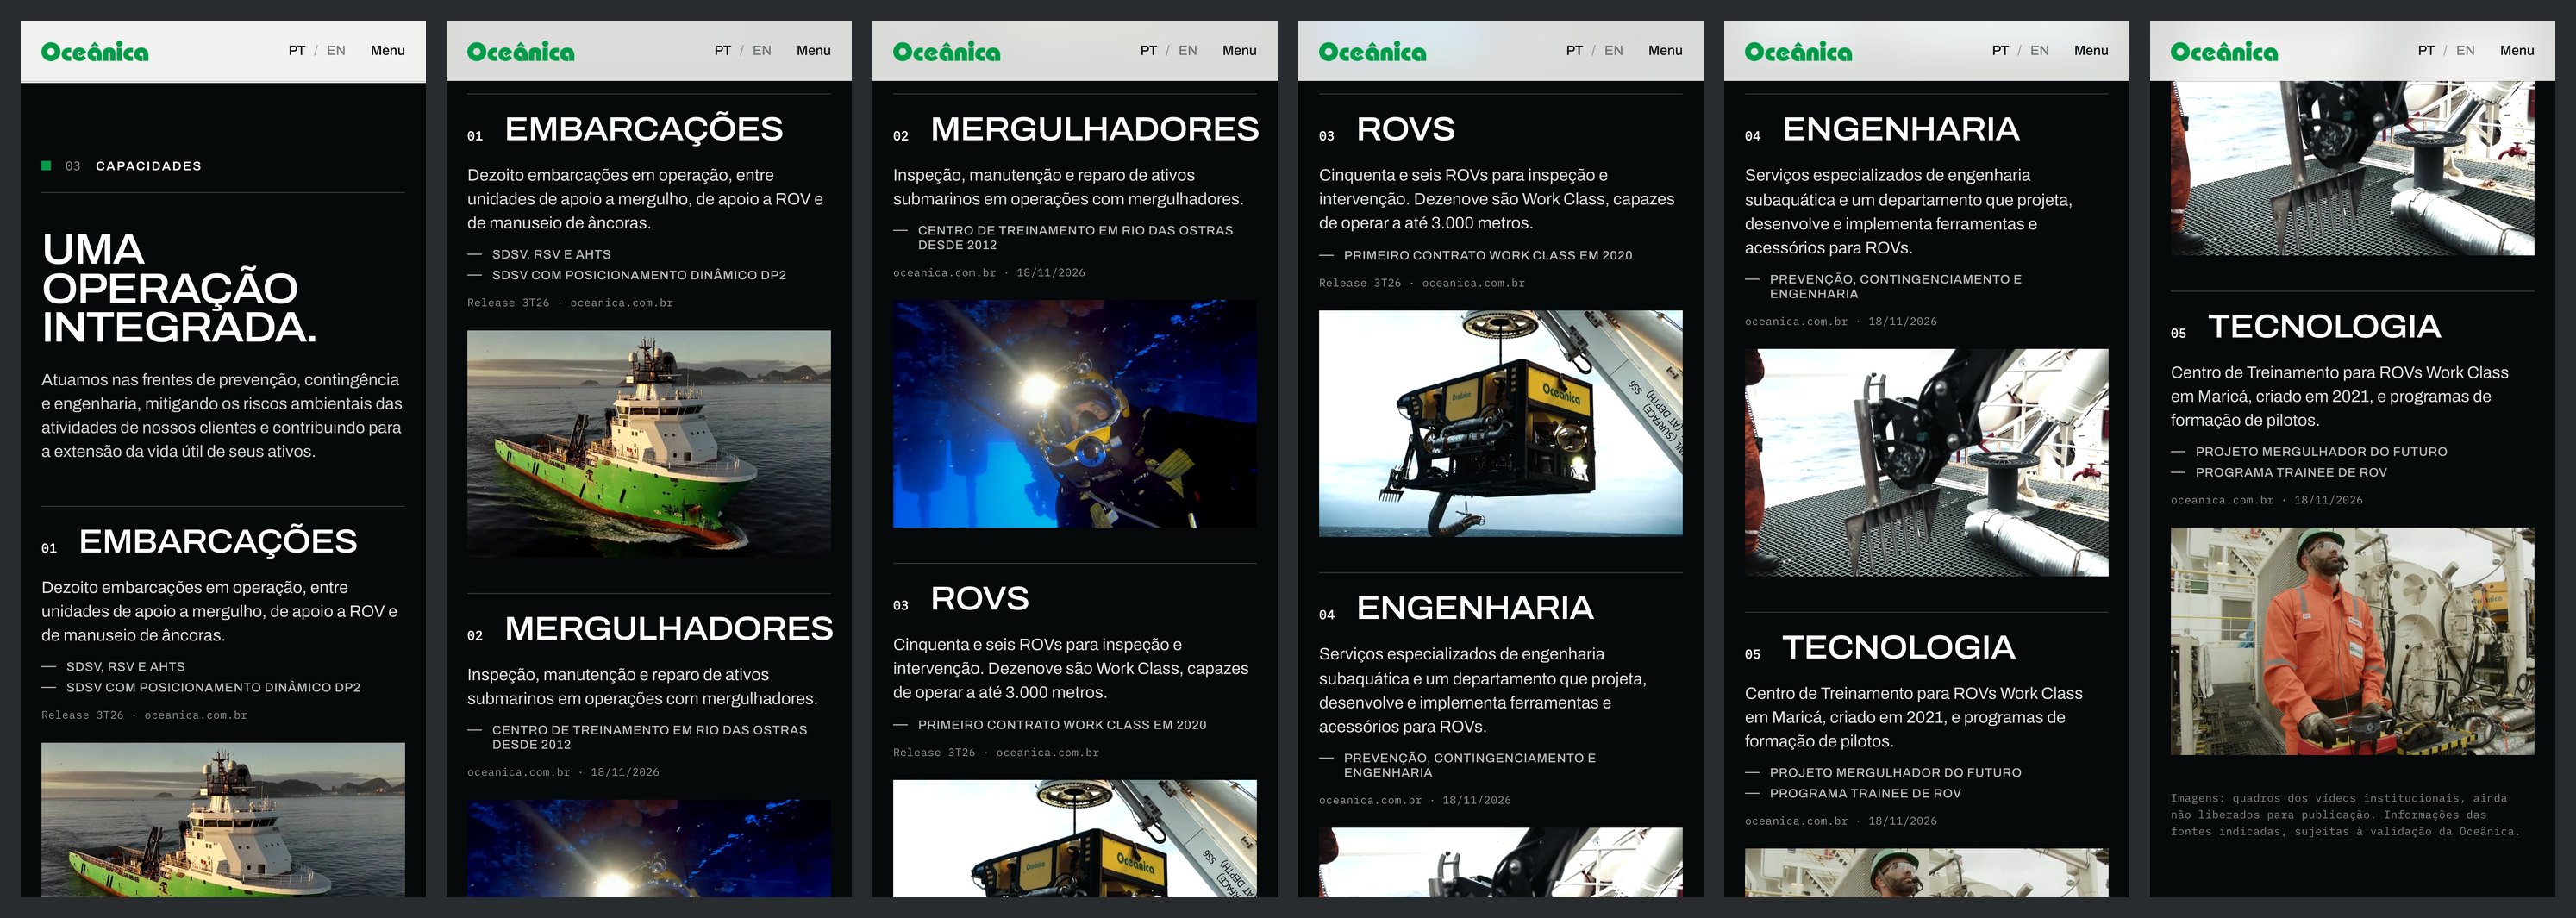 Oceânica
PT / EN Menu
03 CAPACIDADES
UMA
OPERAÇÃO
INTEGRADA.
Atuamos nas frentes de prevenção, contingência
e engenharia, mitigando os riscos ambientais das
atividades de nossos clientes e contribuindo para
a extensão da vida útil de seus ativos.
01 EMBARCAÇÕES
Dezoito embarcações em operação, entre
unidades de apoio a mergulho, de apoio a ROV e
de manuseio de âncoras.
— SDSV, RSV E AHTS
— SDSV COM POSICIONAMENTO DINÂMICO DP2
Release 3T26 · oceanica.com.br
Oceânica
PT / EN Menu
01 EMBARCAÇÕES
Dezoito embarcações em operação, entre
unidades de apoio a mergulho, de apoio a ROV e
de manuseio de âncoras.
— SDSV, RSV E AHTS
— SDSV COM POSICIONAMENTO DINÂMICO DP2
Release 3T26 · oceanica.com.br
02 MERGULHADORES
Inspeção, manutenção e reparo de ativos
submarinos em operações com mergulhadores.
— CENTRO DE TREINAMENTO EM RIO DAS OSTRAS
DESDE 2012
oceanica.com.br · 18/11/2026
Oceânica
PT / EN Menu
02 MERGULHADORES
Inspeção, manutenção e reparo de ativos
submarinos em operações com mergulhadores.
— CENTRO DE TREINAMENTO EM RIO DAS OSTRAS
DESDE 2012
oceanica.com.br · 18/11/2026
03 ROVS
Cinquenta e seis ROVs para inspeção e
intervenção. Dezenove são Work Class, capazes
de operar a até 3.000 metros.
— PRIMEIRO CONTRATO WORK CLASS EM 2020
Release 3T26 · oceanica.com.br
Oceânica
Oceânica
SS6
(SURFACE)
AT DEPTH)
Oceânica
PT / EN Menu
03 ROVS
Cinquenta e seis ROVs para inspeção e
intervenção. Dezenove são Work Class, capazes
de operar a até 3.000 metros.
— PRIMEIRO CONTRATO WORK CLASS EM 2020
Release 3T26 · oceanica.com.br
Oceânica
Oceânica
SS6
(SURFACE)
(AT DEPTH)
04 ENGENHARIA
Serviços especializados de engenharia
subaquática e um departamento que projeta,
desenvolve e implementa ferramentas e
acessórios para ROVs.
— PREVENÇÃO, CONTINGENCIAMENTO E
ENGENHARIA
oceanica.com.br · 18/11/2026
Oceânica
PT / EN Menu
04 ENGENHARIA
Serviços especializados de engenharia
subaquática e um departamento que projeta,
desenvolve e implementa ferramentas e
acessórios para ROVs.
— PREVENÇÃO, CONTINGENCIAMENTO E
ENGENHARIA
oceanica.com.br · 18/11/2026
05 TECNOLOGIA
Centro de Treinamento para ROVs Work Class
em Maricá, criado em 2021, e programas de
formação de pilotos.
— PROJETO MERGULHADOR DO FUTURO
— PROGRAMA TRAINEE DE ROV
oceanica.com.br · 18/11/2026
Oceânica
PT / EN Menu
05 TECNOLOGIA
Centro de Treinamento para ROVs Work Class
em Maricá, criado em 2021, e programas de
formação de pilotos.
— PROJETO MERGULHADOR DO FUTURO
— PROGRAMA TRAINEE DE ROV
oceanica.com.br · 18/11/2026
Imagens: quadros dos vídeos institucionais, ainda
não liberados para publicação. Informações das
fontes indicadas, sujeitas à validação da Oceânica.